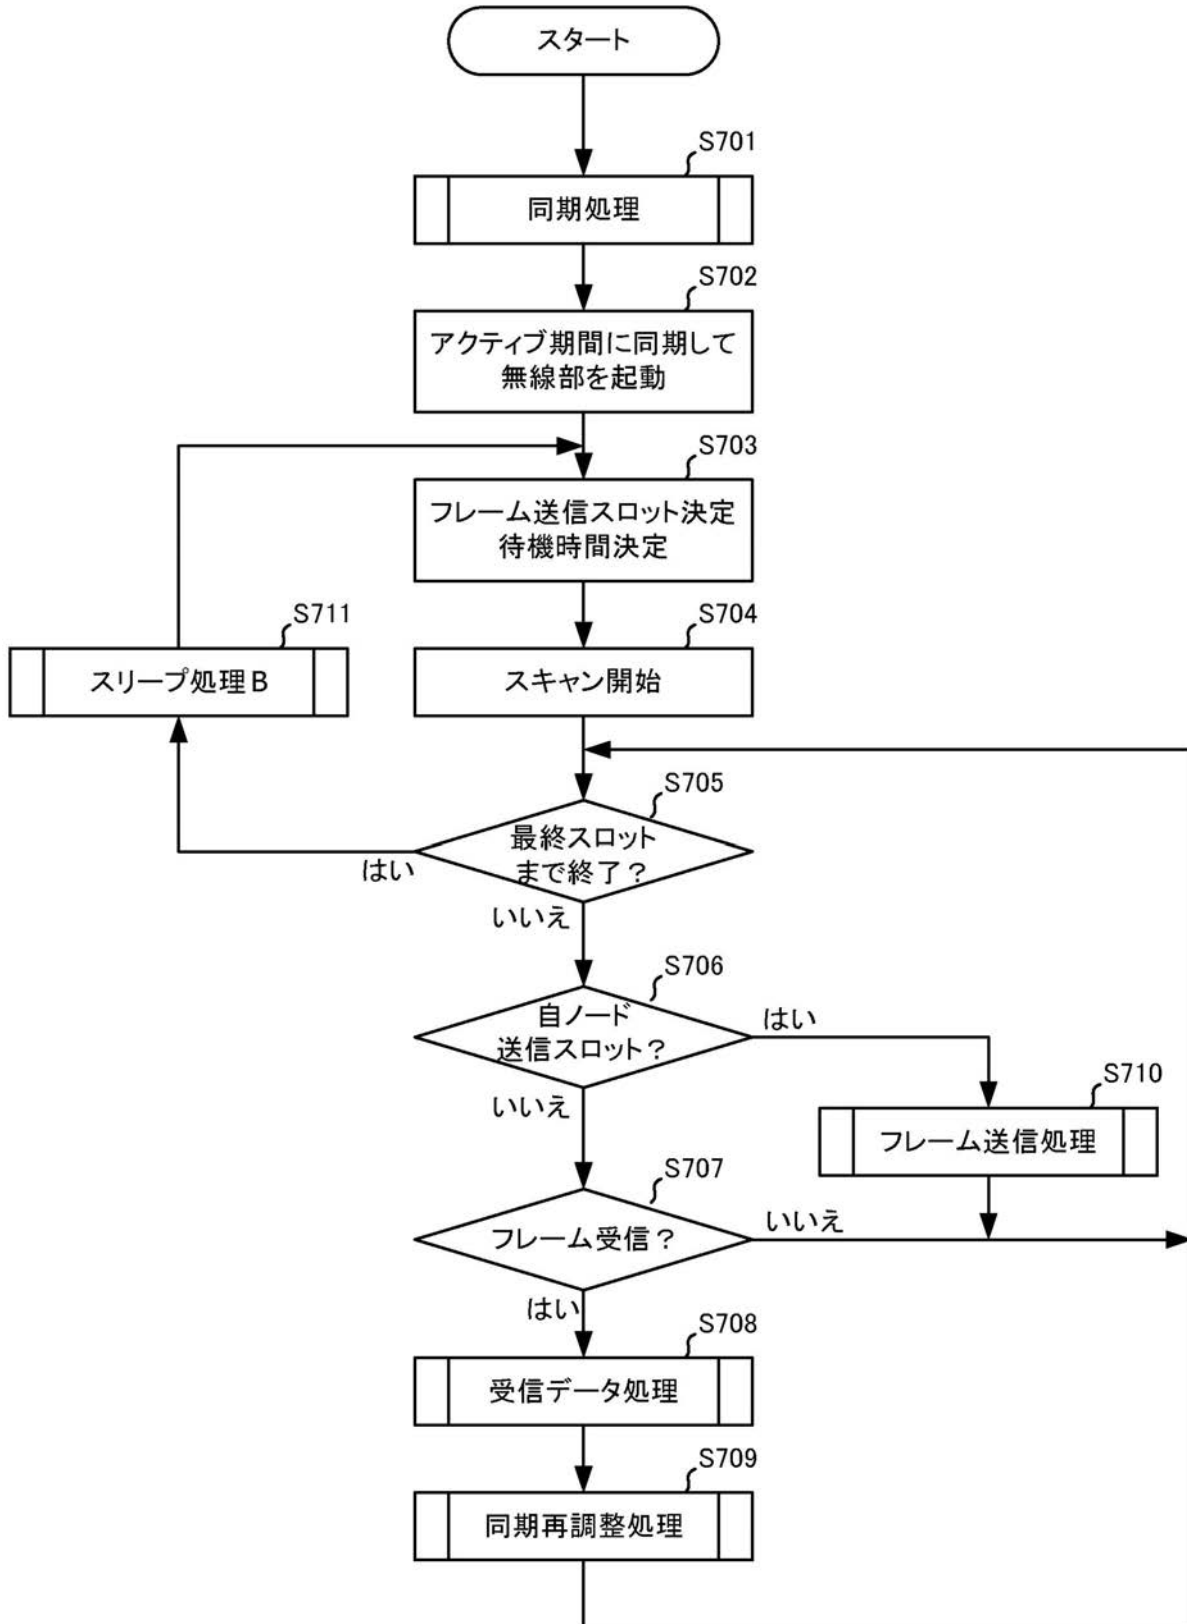 スタート
S701
同期処理
S702
アクティブ期間に同期して
無線部を起動
S703
フレーム送信スロット決定
待機時間決定
S711
スリープ処理B
S704
スキャン開始
S705
最終スロット
まで終了?
はい
いいえ
S706
自ノード
送信スロット?
はい
いいえ
S710
フレーム送信処理
S707
フレーム受信?
いいえ
はい
S708
受信データ処理
S709
同期再調整処理